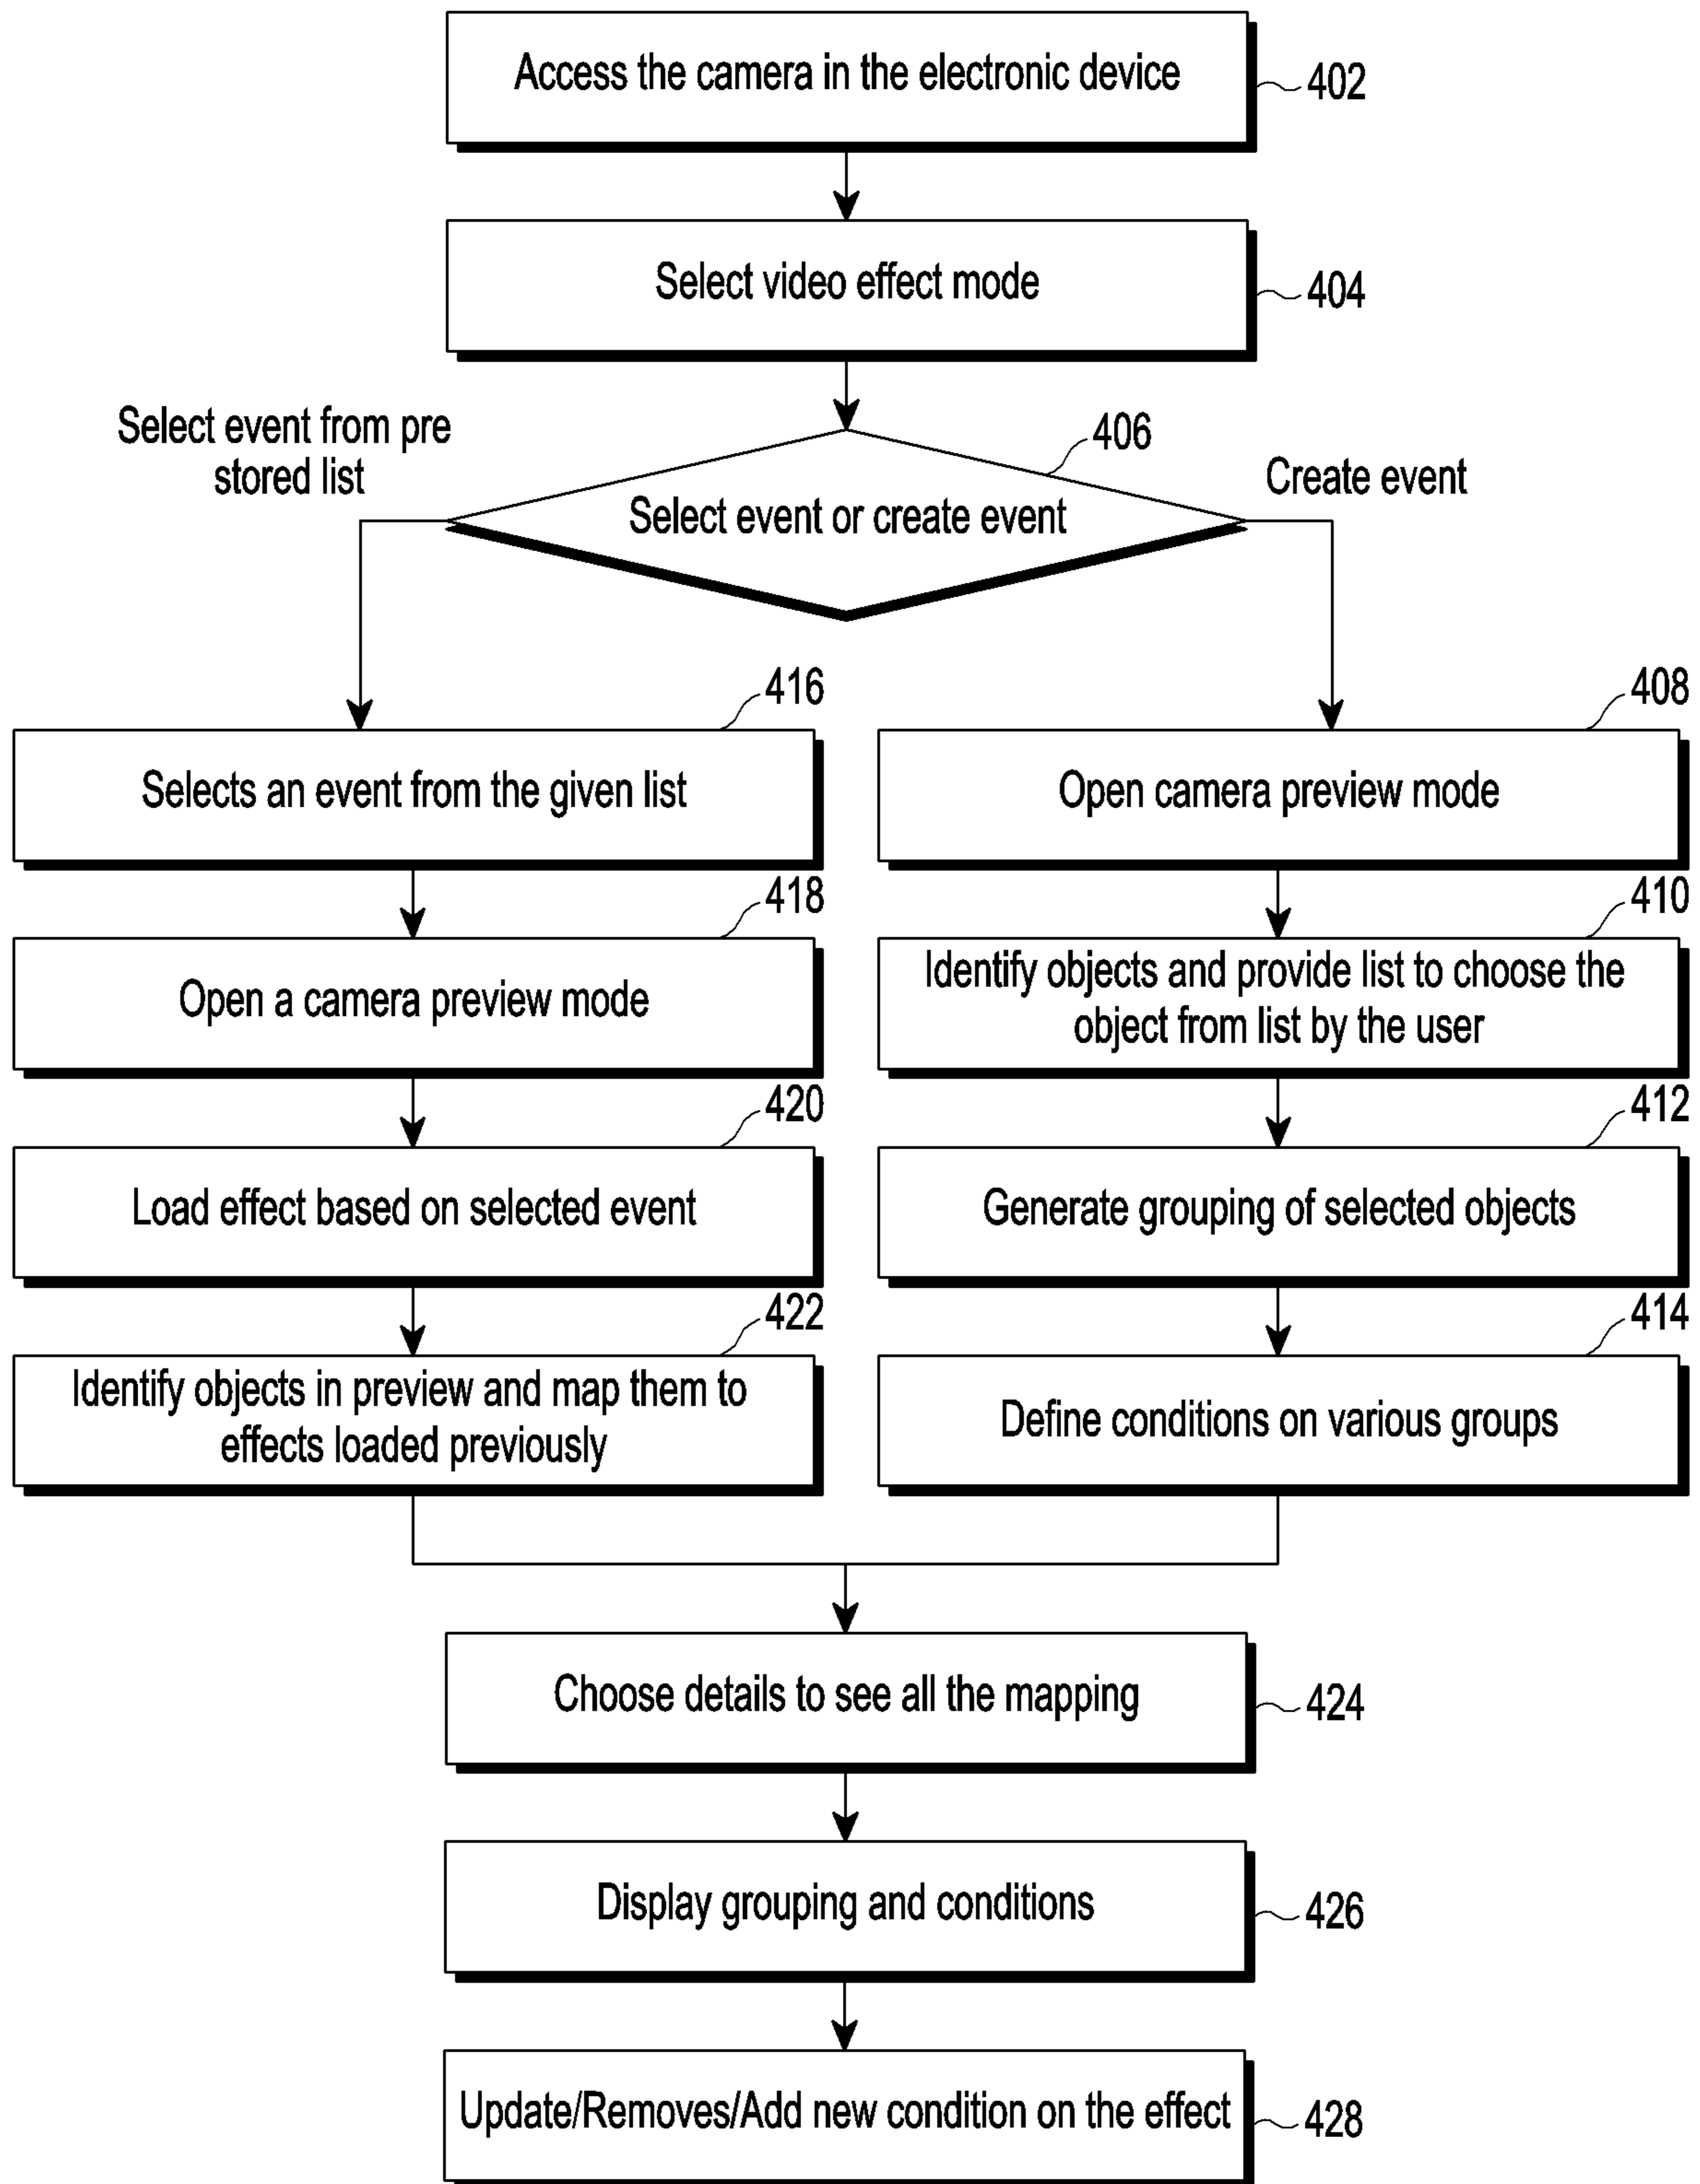 Access the camera in the electronic device
402
Select video effect mode
404
Select event from pre
stored list
406
Create event
Select event or create event
416
Selects an event from the given list
408
Open camera preview mode
418
Open a camera preview mode
410
Identify objects and provide list to choose the
object from list by the user
420
Load effect based on selected event
412
Generate grouping of selected objects
422
Identify objects in preview and map them to
effects loaded previously
414
Define conditions on various groups
Choose details to see all the mapping
424
Display grouping and conditions
426
Update/Removes/Add new condition on the effect
428